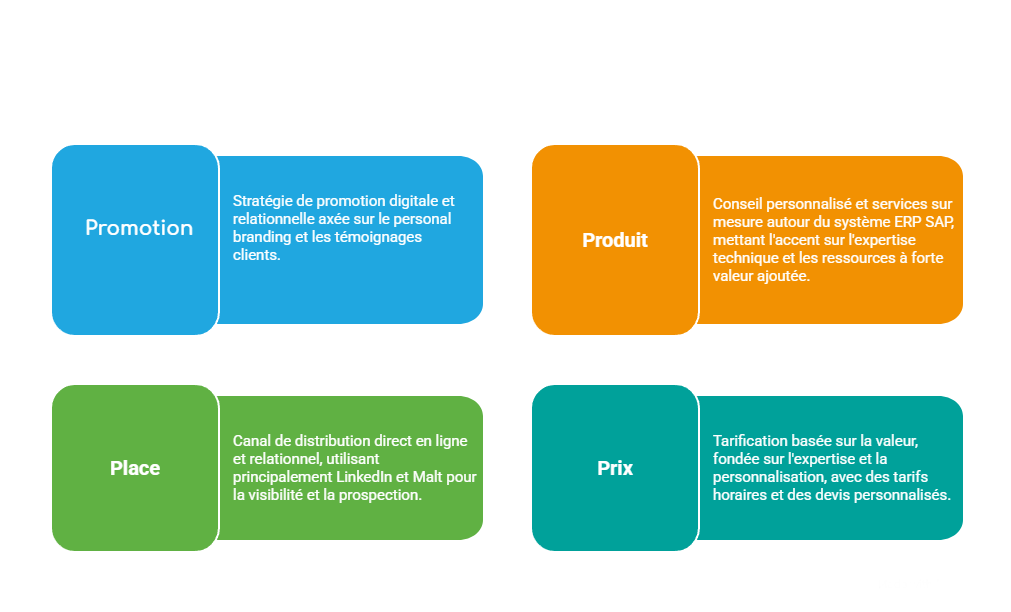 Promotion
Stratégie de promotion digitale et
relationnelle axée sur le personal
branding et les témoignages
clients.
Produit
Conseil personnalisé et services sur
mesure autour du système ERP SAP,
mettant l'accent sur l'expertise
technique et les ressources à forte
valeur ajoutée.
Place
Canal de distribution direct en ligne
et relationnel, utilisant
principalement LinkedIn et Malt pour
la visibilité et la prospection.
Prix
Tarification basée sur la valeur,
fondée sur l'expertise et la
personnalisation, avec des tarifs
horaires et des devis personnalisés.